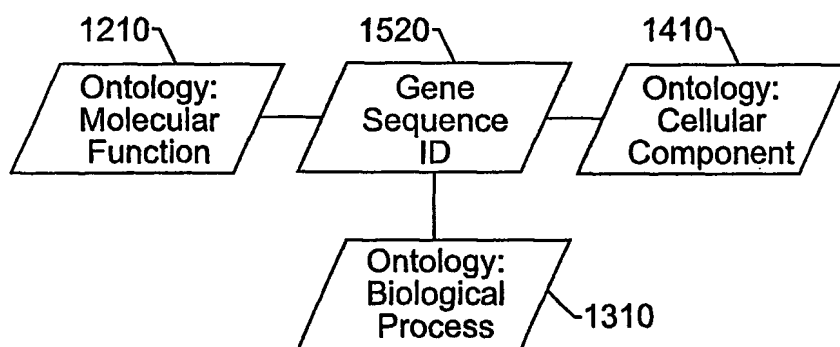 1210
1520
1410
Ontology:
Molecular
Function
Gene
Sequence
ID
Ontology:
Cellular
Component
Ontology:
Biological
Process
1310